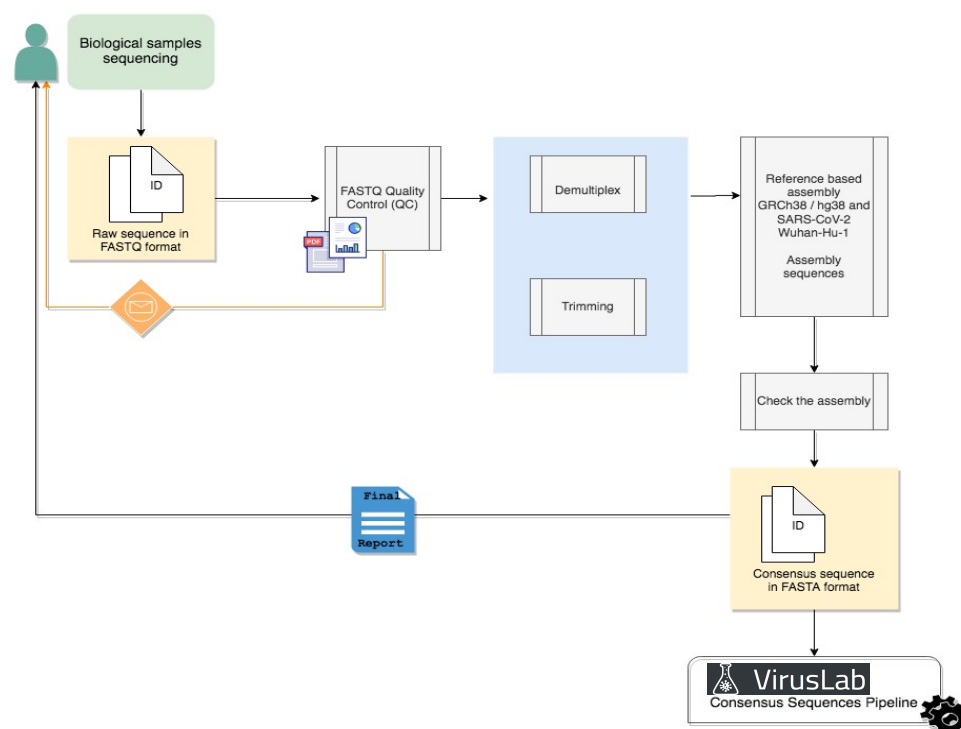 Biological samples
sequencing
ID
Raw sequence in
FASTQ format
FASTQ Quality
Control (QC)
PDF
Demultiplex
Trimming
Reference based
assembly
GRCh38 / hg38 and
SARS-CoV-2
Wuhan-Hu-1
Assembly
sequences
Check the assembly
Final
Report
ID
Consensus sequence
in FASTA format
VirusLab
Consensus Sequences Pipeline